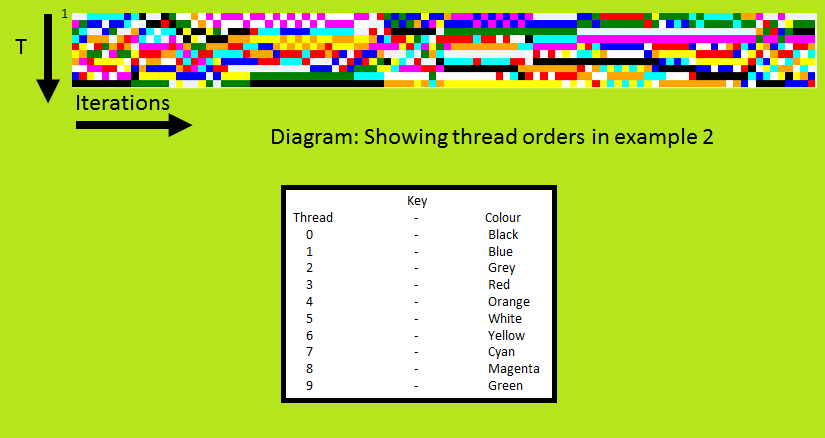 1
T
Iterations
Diagram: Showing thread orders in example 2
Key
Thread - Colour
0 - Black
1 - Blue
2 - Grey
3 - Red
4 - Orange
5 - White
6 - Yellow
7 - Cyan
8 - Magenta
9 - Green